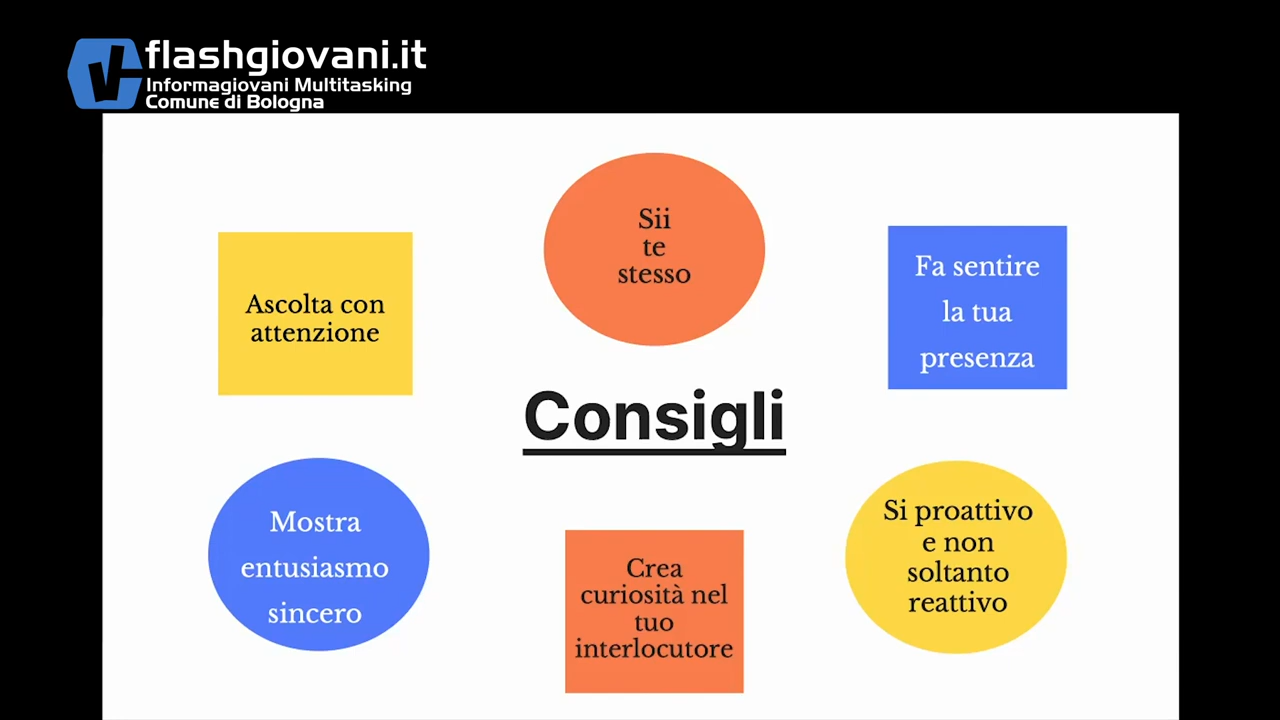 flashgiovani.it
Informagiovani Multitasking
Comune di Bologna
Sii
te
stesso
Ascolta con
attenzione
Fa sentire
la tua
presenza
Consigli
Mostra
entusiasmo
sincero
Crea
curiosità nel
tuo
interlocutore
Si proattivo
e non
soltanto
reattivo